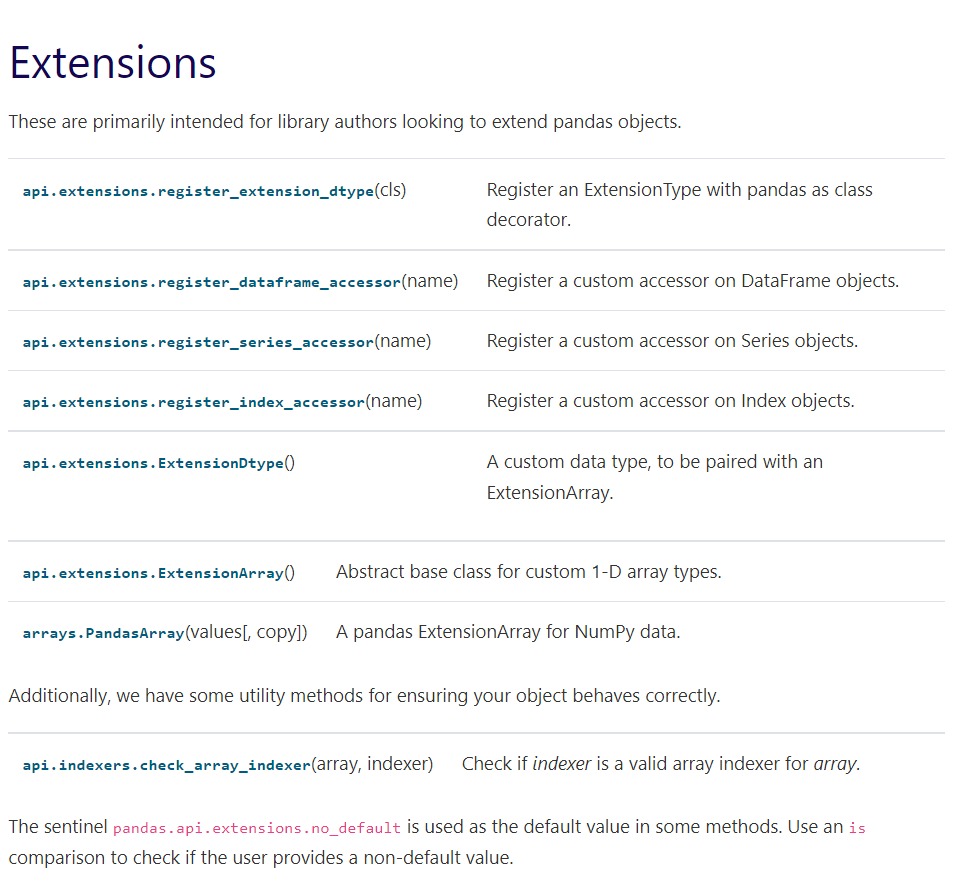 Extensions
These are primarily intended for library authors looking to extend pandas objects.
api.extensions.register_extension_dtype(cls) Register an ExtensionType with pandas as class
decorator.
api.extensions.register_dataframe_accessor(name) Register a custom accessor on DataFrame objects.
api.extensions.register_series_accessor(name) Register a custom accessor on Series objects.
api.extensions.register_index_accessor(name) Register a custom accessor on Index objects.
api.extensions.ExtensionDtype() A custom data type, to be paired with an
ExtensionArray.
api.extensions.ExtensionArray() Abstract base class for custom 1-D array types.
arrays.PandasArray(values[, copy]) A pandas ExtensionArray for NumPy data.
Additionally, we have some utility methods for ensuring your object behaves correctly.
api.indexers.check_array_indexer(array, indexer) Check if indexer is a valid array indexer for array.
The sentinel pandas.api.extensions.no_default is used as the default value in some methods. Use an is
comparison to check if the user provides a non-default value.